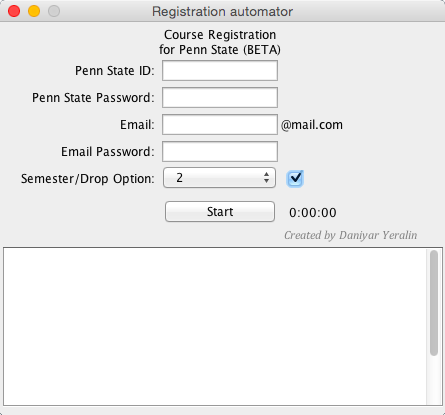 Registration automator
Course Registration
for Penn State (BETA)
Penn State ID:
Penn State Password:
Email: @mail.com
Email Password:
Semester/Drop Option: 2
Start 0:00:00
Created by Daniyar Yeralin